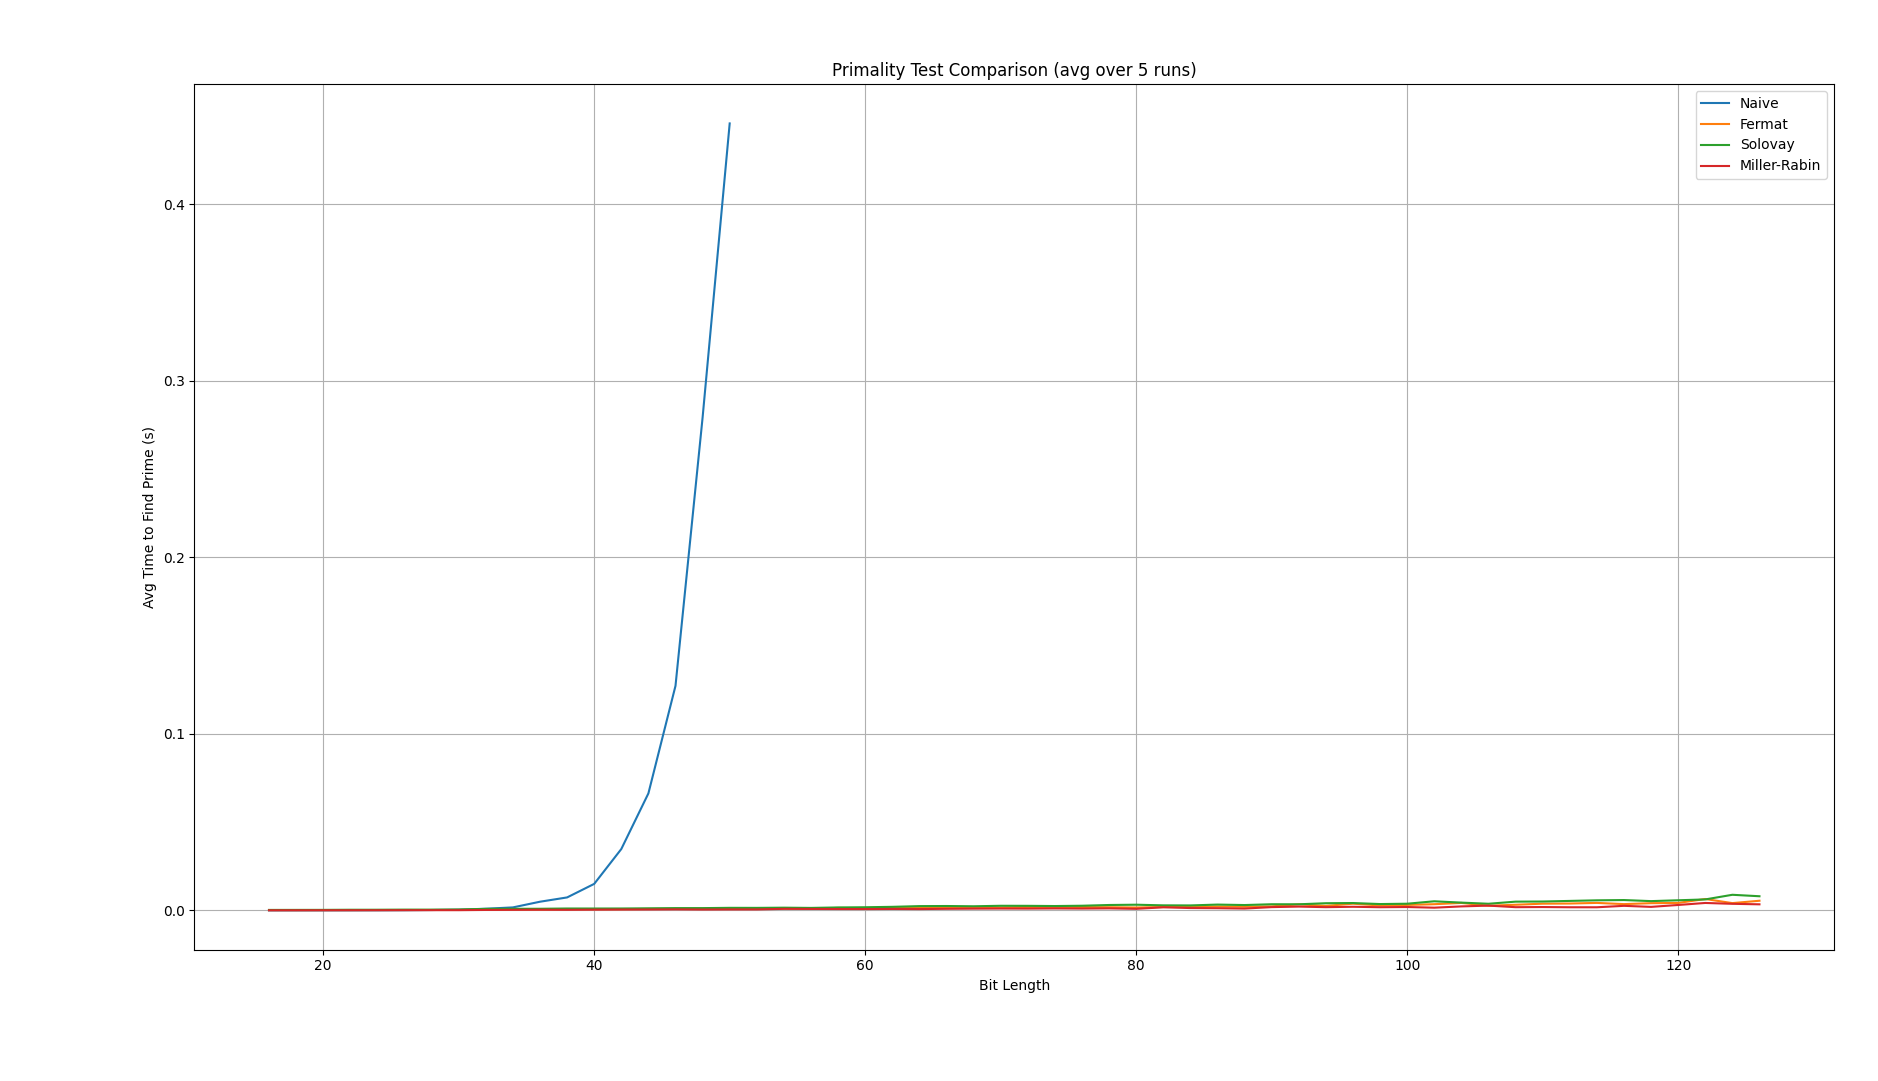 Primality Test Comparison (avg over 5 runs)
Naive
Fermat
Solovay
Miller-Rabin
Avg Time to Find Prime (s)
0.4
0.3
0.2
0.1
0.0
20 40 60 80 100 120
Bit Length